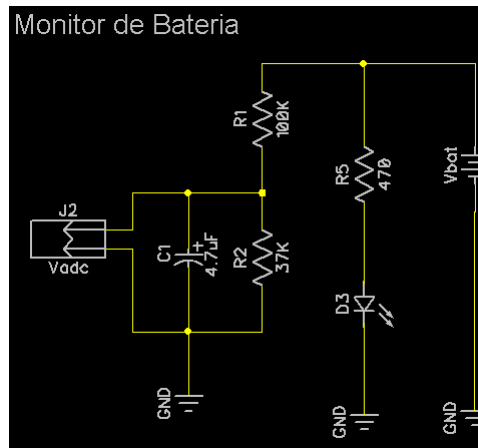 Monitor de Bateria
R1
100K
R5
470
Vbat
J2
Vadc
C1
+
4.7uF
R2
37K
D3
GND
GND
GND